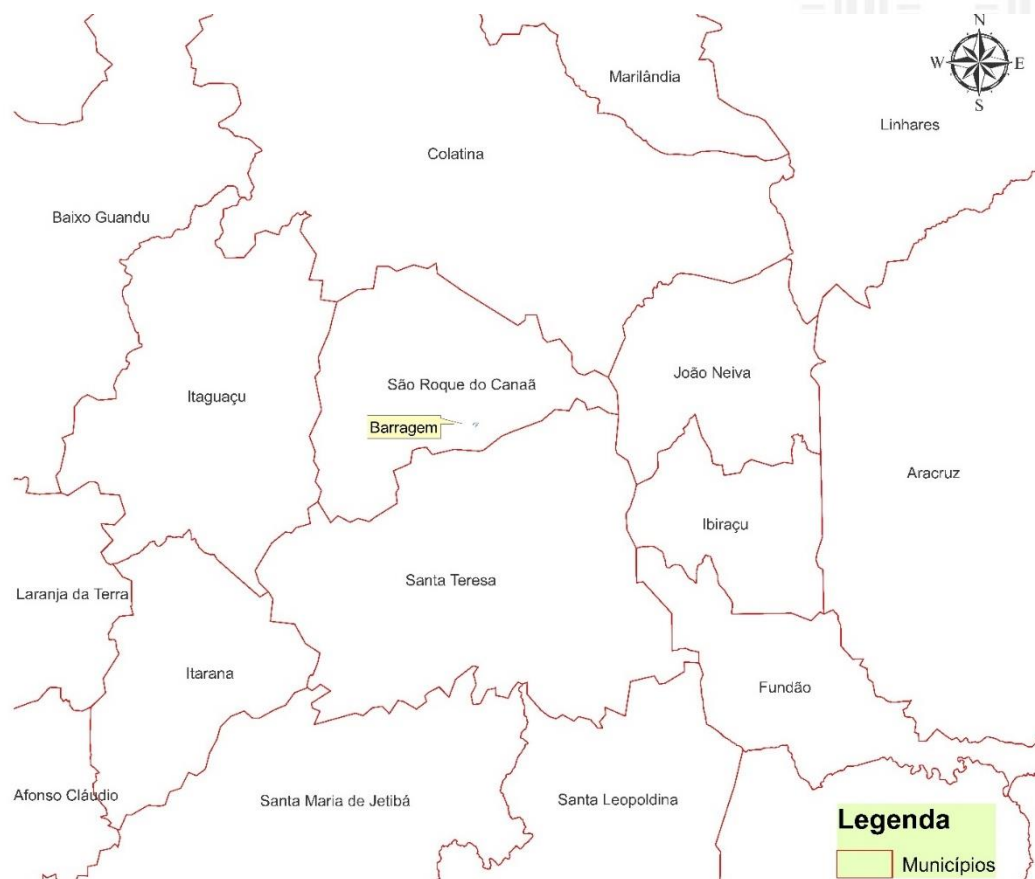 N
Marilândia
W
E
S
Linhares
Colatina
Baixo Guandu
João Neiva
São Roque do Canaã
Itaguaçu
Barragem
Aracruz
Ibiraçu
Santa Teresa
Laranja da Terra
Itarana
Fundão
Afonso Cláudio
Santa Maria de Jetibá
Santa Leopoldina
Legenda
Municípios